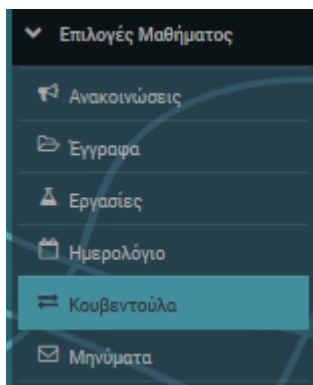 Επιλογές Μαθήματος
Ανακοινώσεις
Έγγραφα
Εργασίες
Ημερολόγιο
Κουβεντούλα
Μηνύματα